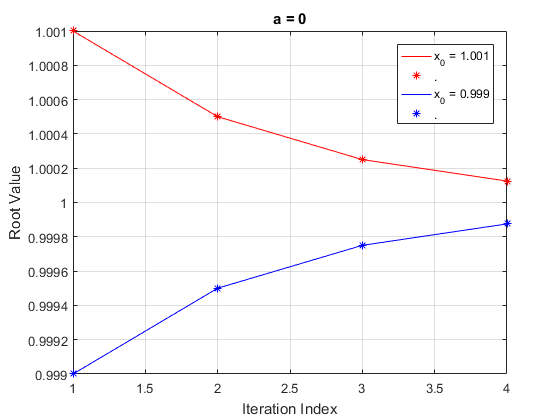 a = 0
1.001
1.0008
1.0006
1.0004
1.0002
1
0.9998
0.9996
0.9994
0.9992
0.999
Root Value
x₀ = 1.001
.
x₀ = 0.999
.
1 1.5 2 2.5 3 3.5 4
Iteration Index